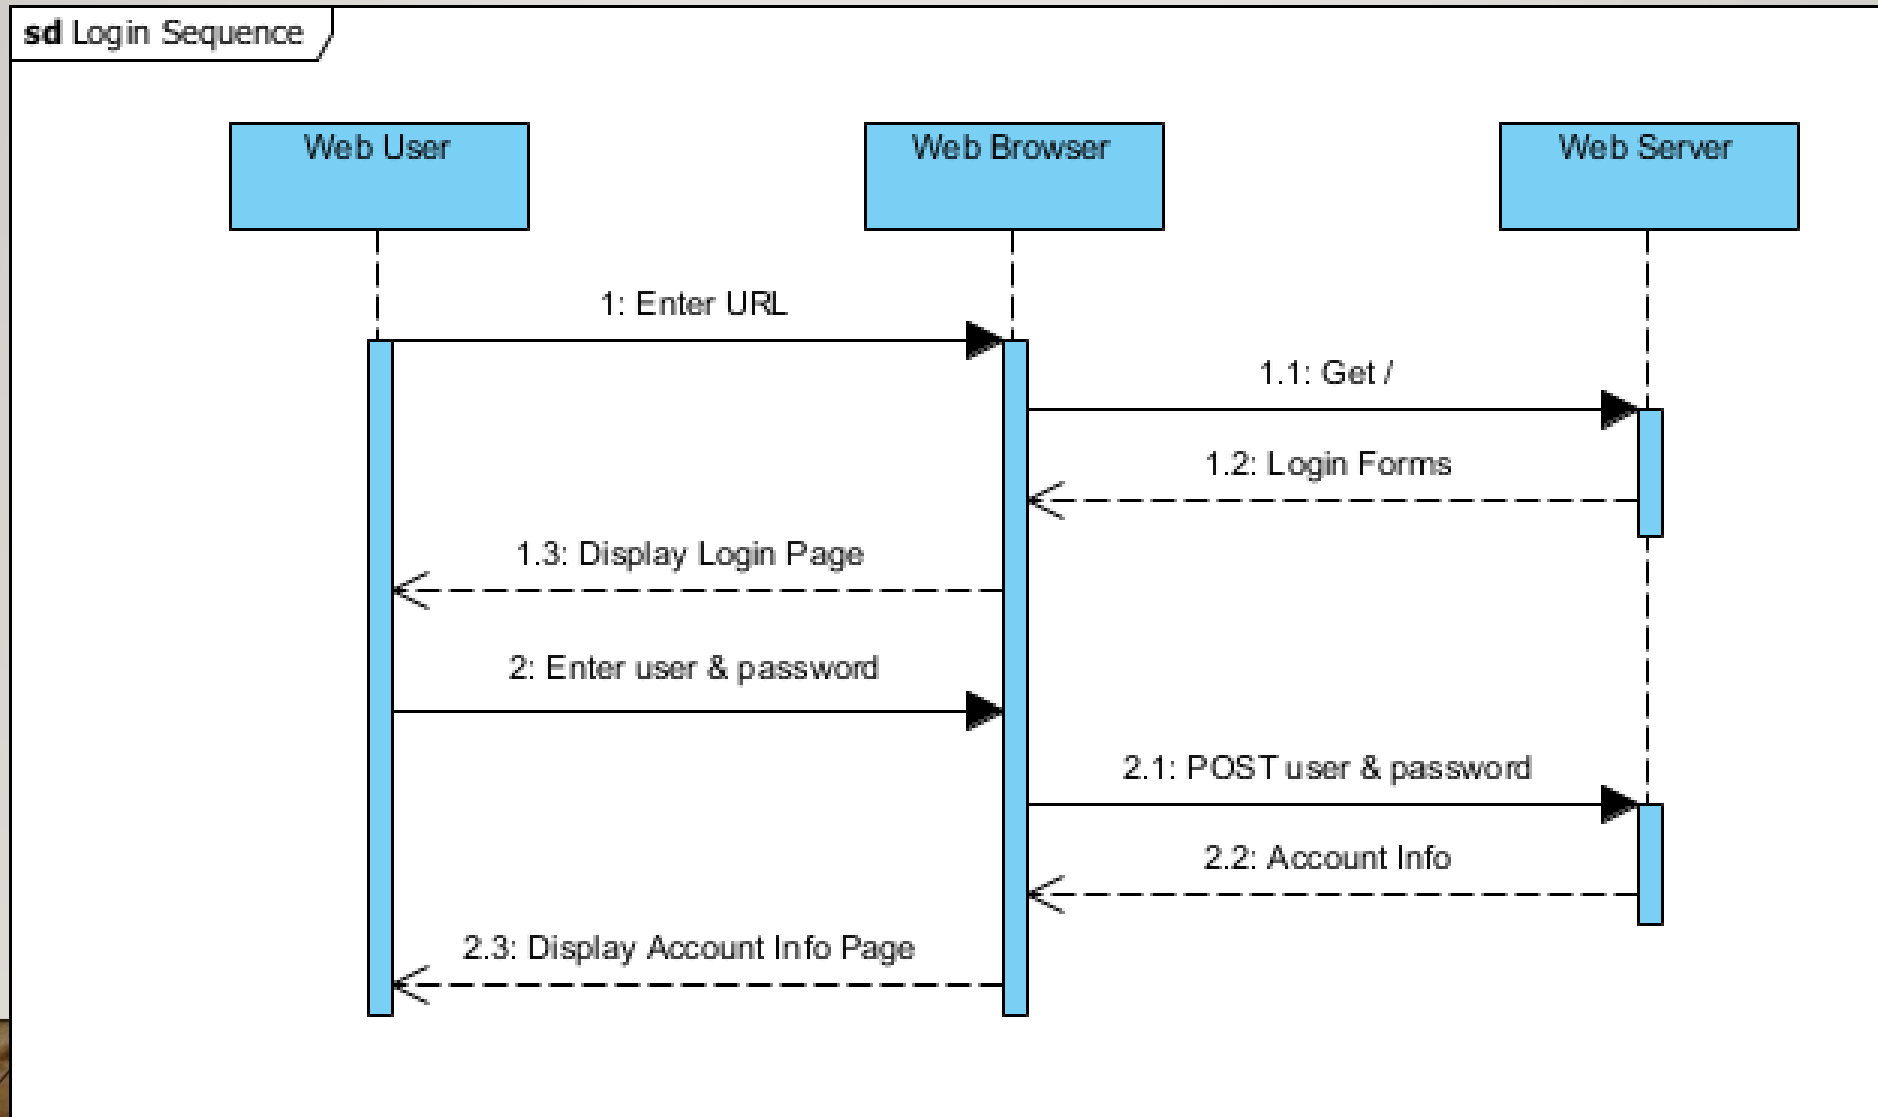 sd Login Sequence
Web User
Web Browser
Web Server
1: Enter URL
1.1: Get /
1.2: Login Forms
1.3: Display Login Page
2: Enter user & password
2.1: POST user & password
2.2: Account Info
2.3: Display Account Info Page